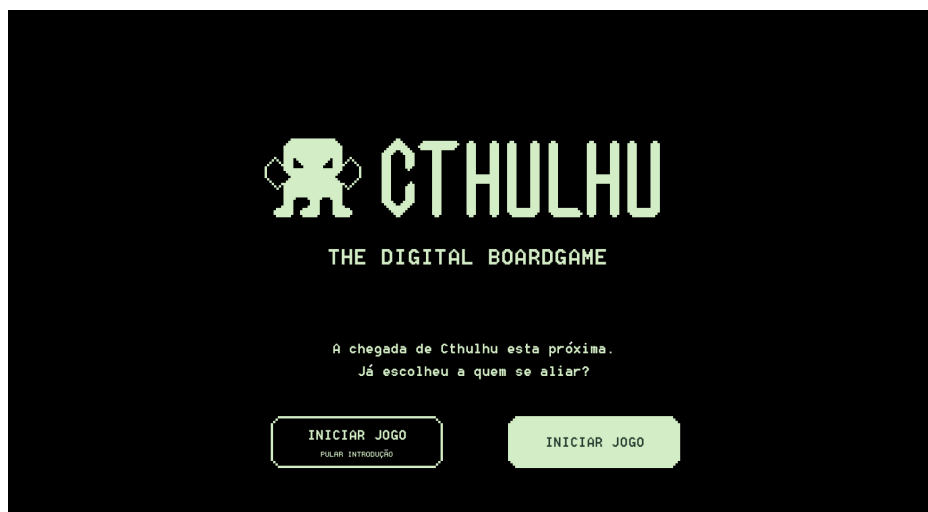 CTHULHU
THE DIGITAL BOARDGAME
A chegada de Cthulhu esta próxima.
Já escolheu a quem se aliar?
INICIAR JOGO
PULAR INTRODUÇÃO
INICIAR JOGO